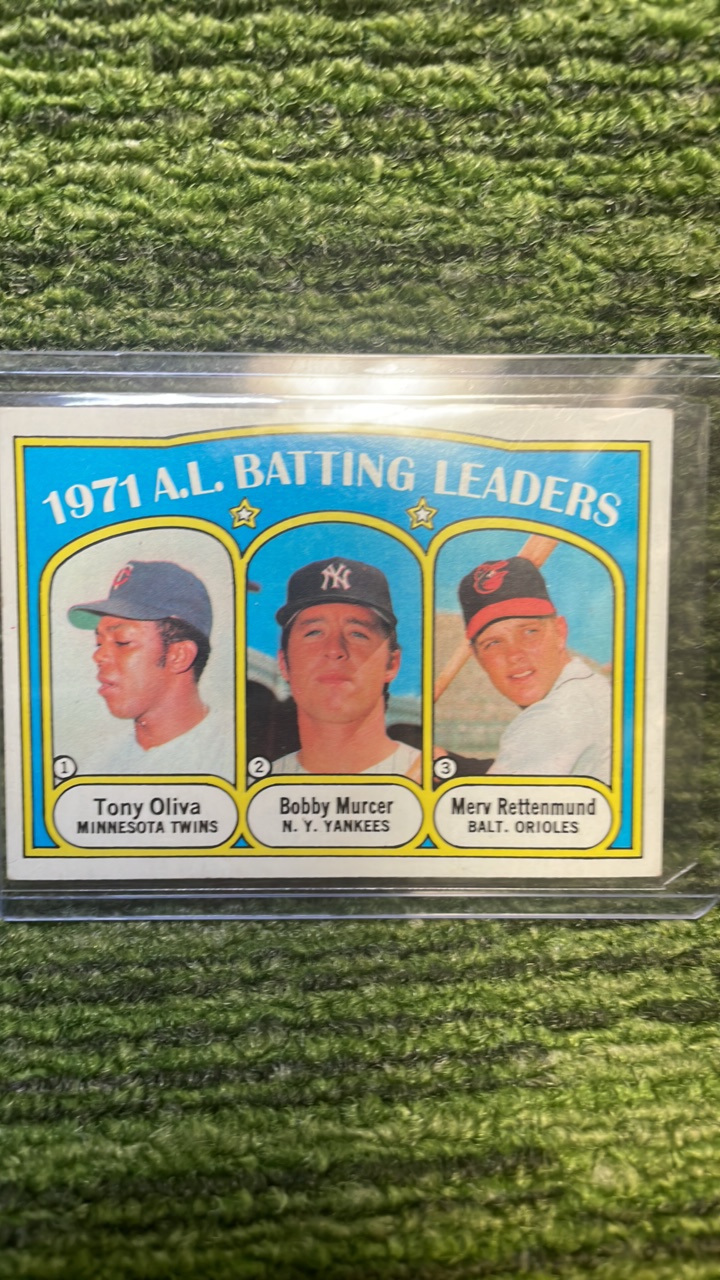 1971 A.L. BATTING LEADERS
1
2
3
Tony Oliva
MINNESOTA TWINS
Bobby Murcer
N. Y. YANKEES
Merv Rettenmund
BALT. ORIOLES